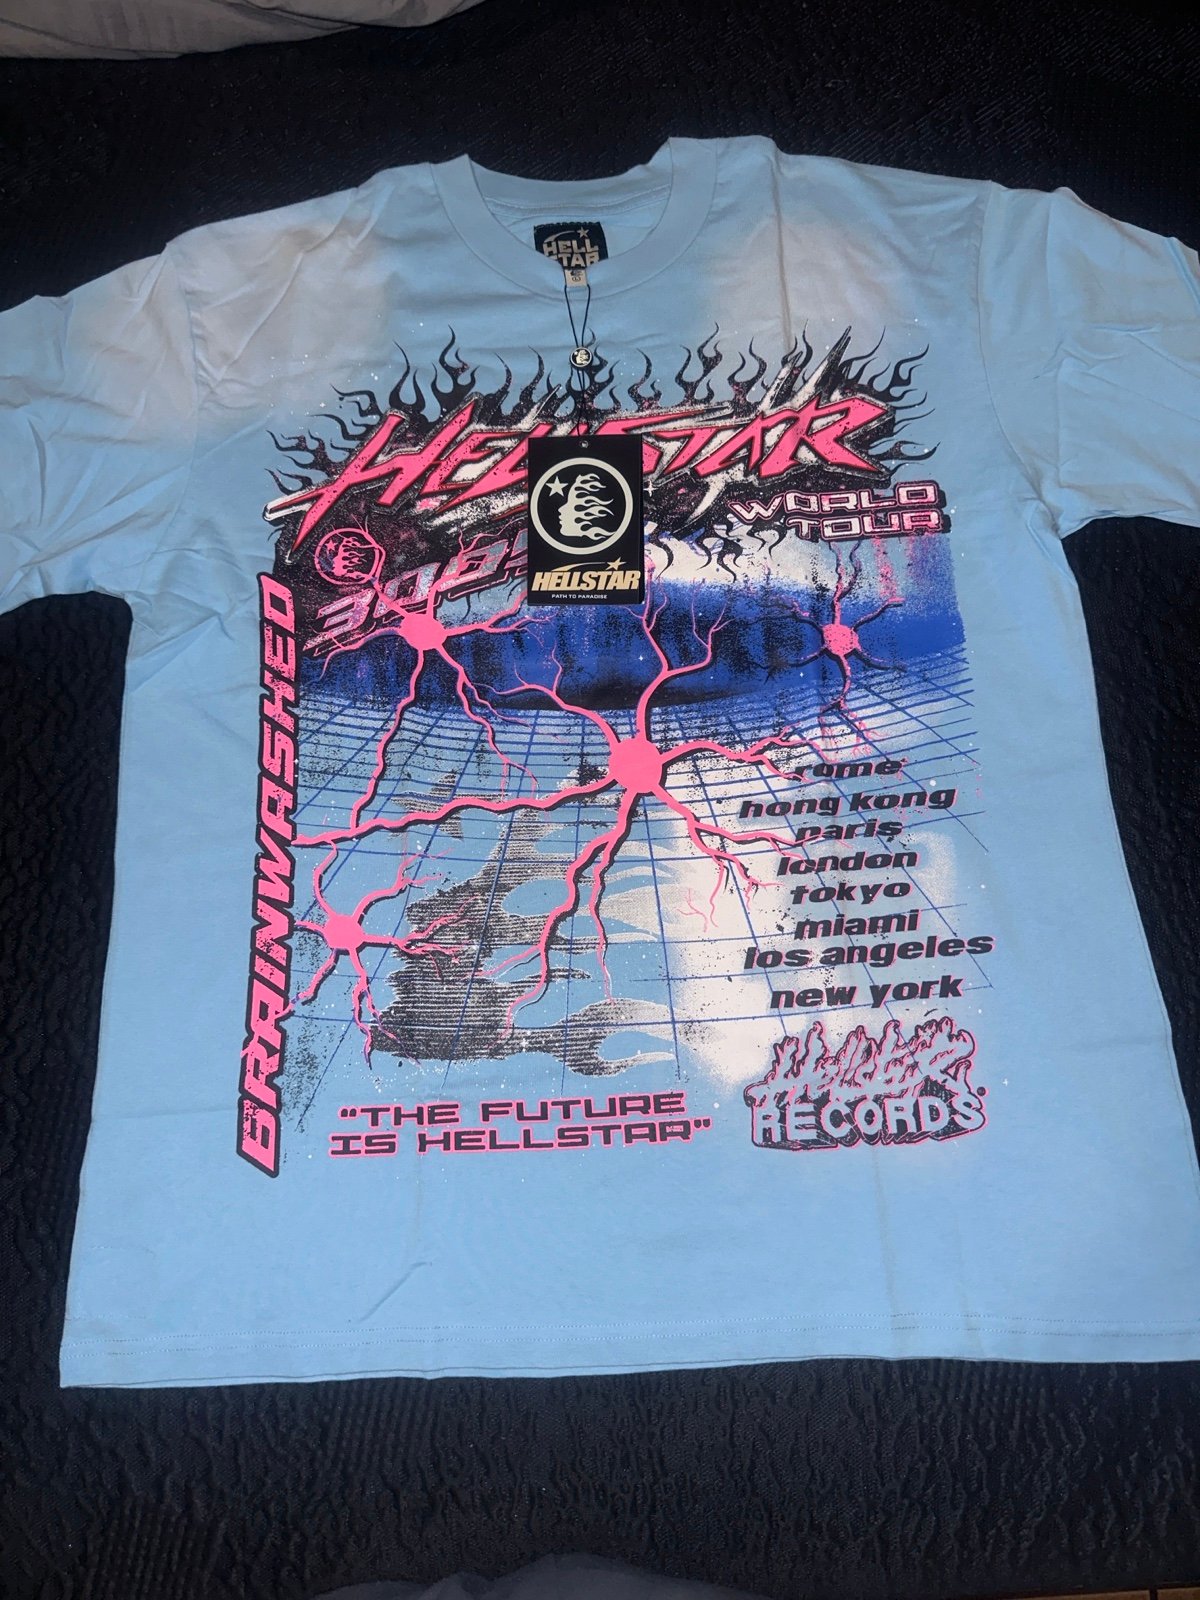 HELL
STAR
HELLSTAR
WORLD
TOUR
HELLSTAR
PATH TO PARADISE
BRAINWASHED
rome
hong kong
paris
london
tokyo
miami
los angeles
new york
Hellstar
RECORDS
"THE FUTURE
IS HELLSTAR"